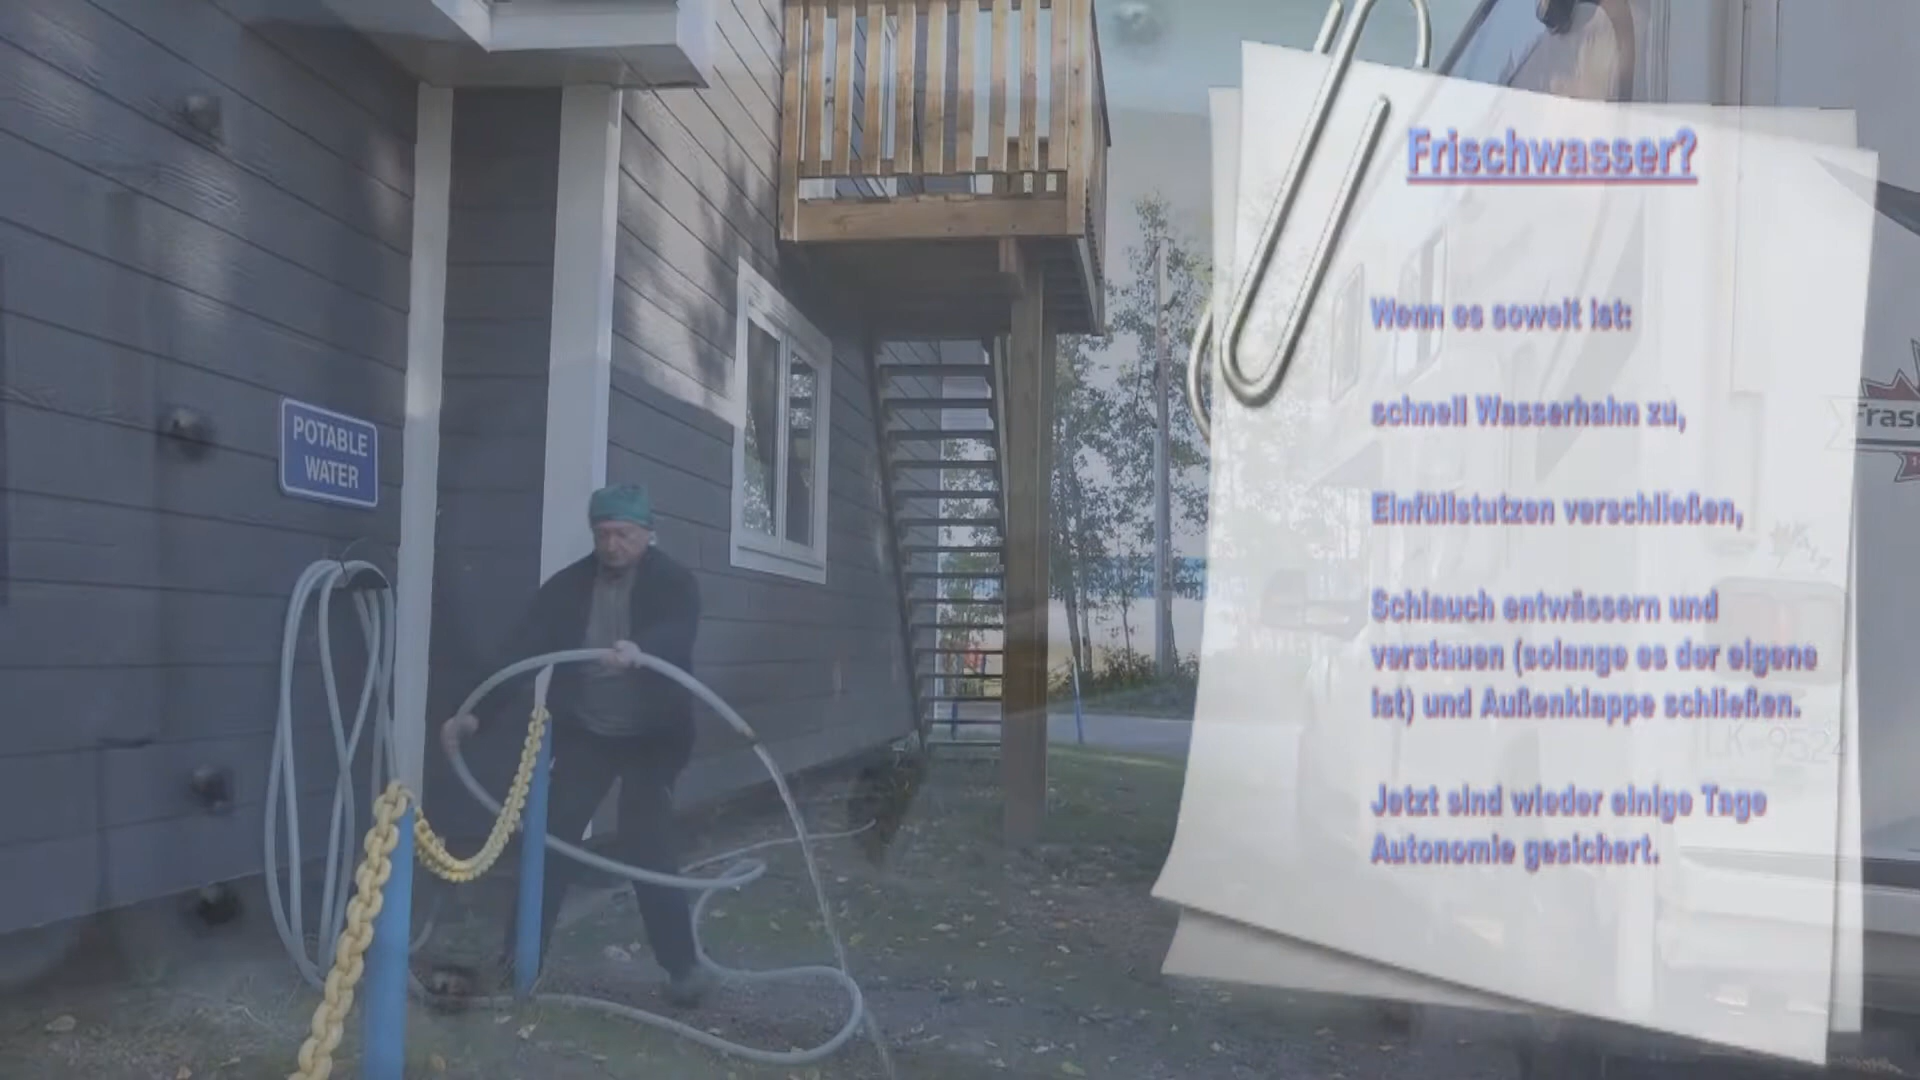 POTABLE
WATER
Frischwasser?
Wenn es soweit ist:
schnell Wasserhahn zu,
Einfüllstutzen verschließen,
Schlauch entwässern und
verstauen (solange es der eigene
ist) und Außenklappe schließen.
Jetzt sind wieder einige Tage
Autonomie gesichert.